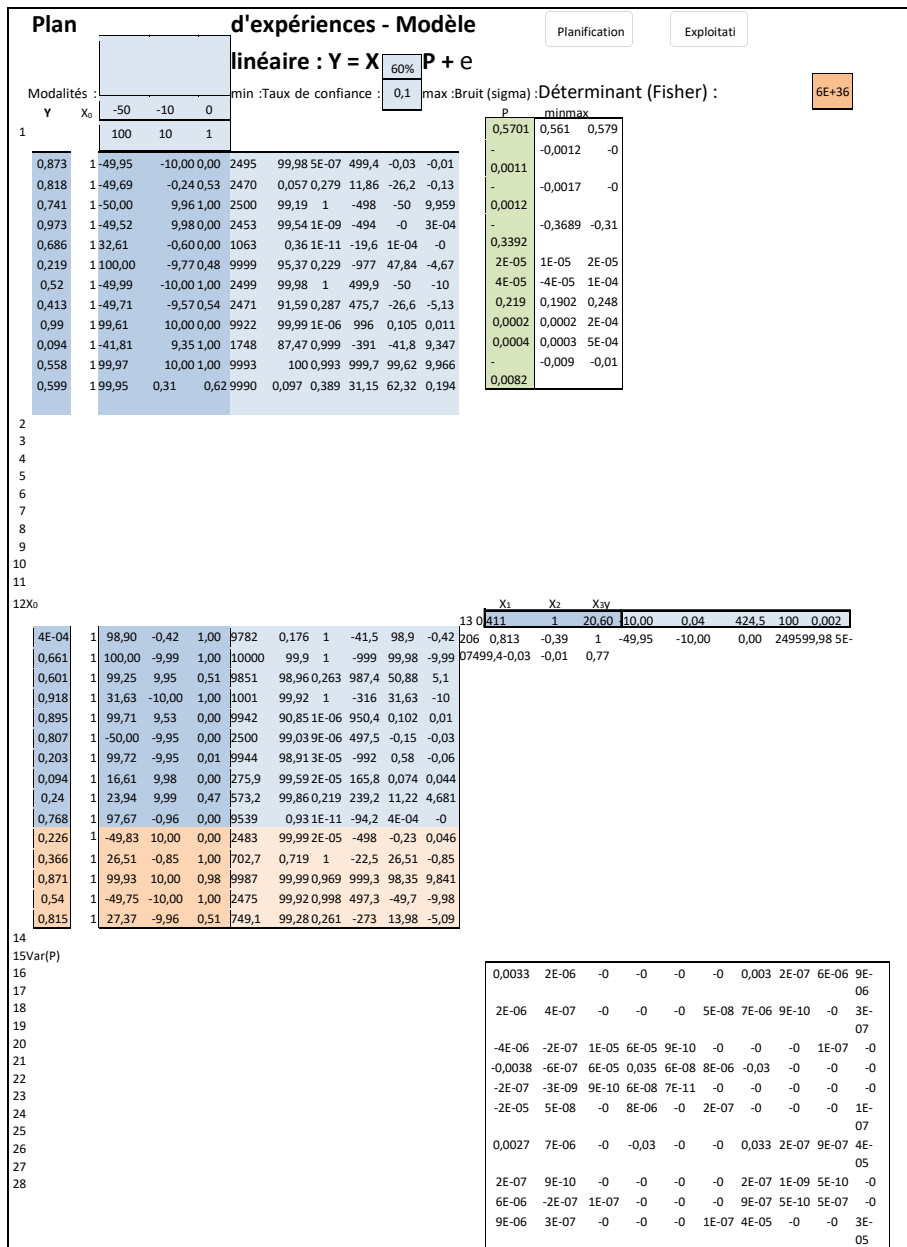 Plan d'expériences - Modèle
Planification Exploitati
linéaire : Y = X 60% P + e
Modalités : min :Taux de confiance : 0,1 max :Bruit (sigma) :Déterminant (Fisher) : 6E+36
Y X₀ -50 -10 0 P minmax
1 100 10 1 0,5701 0,561 0,579
0,873 1 -49,95 -10,00 0,00 2495 99,98 5E-07 499,4 -0,03 -0,01
0,818 1 -49,69 -0,24 0,53 2470 0,057 0,279 11,86 -26,2 -0,13
0,741 1 -50,00 9,96 1,00 2500 99,19 1 -498 -50 9,959
0,973 1 -49,52 9,98 0,00 2453 99,54 1E-09 -494 -0 3E-04
0,686 1 32,61 -0,60 0,00 1063 0,36 1E-11 -19,6 1E-04 -0
0,219 1 100,00 -9,77 0,48 9999 95,37 0,229 -977 47,84 -4,67
0,52 1 -49,99 -10,00 1,00 2499 99,98 1 499,9 -50 -10
0,413 1 -49,71 -9,57 0,54 2471 91,59 0,287 475,7 -26,6 -5,13
0,99 1 99,61 10,00 0,00 9922 99,99 1E-06 996 0,105 0,011
0,094 1 -41,81 9,35 1,00 1748 87,47 0,999 -391 -41,8 9,347
0,558 1 99,97 10,00 1,00 9993 100 0,993 999,7 99,62 9,966
0,599 1 99,95 0,31 0,62 9990 0,097 0,389 31,15 62,32 0,194
- -0,0012 -0
0,0011
- -0,0017 -0
0,0012
- -0,3689 -0,31
0,3392
2E-05 1E-05 2E-05
4E-05 -4E-05 1E-04
0,219 0,1902 0,248
0,0002 0,0002 2E-04
0,0004 0,0003 5E-04
- -0,009 -0,01
0,0082
2
3
4
5
6
7
8
9
10
11
12X₀ X₁ X₂ X₃y
13 0,411 1 20,60 -10,00 0,04 424,5 100 0,002
206 0,813 -0,39 1 -49,95 -10,00 0,00 249599,98 5E-
07499,4-0,03 -0,01 0,77
4E-04 1 98,90 -0,42 1,00 9782 0,176 1 -41,5 98,9 -0,42
0,661 1 100,00 -9,99 1,00 10000 99,9 1 -999 99,98 -9,99
0,601 1 99,25 9,95 0,51 9851 98,96 0,263 987,4 50,88 5,1
0,918 1 31,63 -10,00 1,00 1001 99,92 1 -316 31,63 -10
0,895 1 99,71 9,53 0,00 9942 90,85 1E-06 950,4 0,102 0,01
0,807 1 -50,00 -9,95 0,00 2500 99,03 9E-06 497,5 -0,15 -0,03
0,203 1 99,72 -9,95 0,01 9944 98,91 3E-05 -992 0,58 -0,06
0,094 1 16,61 9,98 0,00 275,9 99,59 2E-05 165,8 0,074 0,044
0,24 1 23,94 9,99 0,47 573,2 99,86 0,219 239,2 11,22 4,681
0,768 1 97,67 -0,96 0,00 9539 0,93 1E-11 -94,2 4E-04 -0
0,226 1 -49,83 10,00 0,00 2483 99,99 2E-05 -498 -0,23 0,046
0,366 1 26,51 -0,85 1,00 702,7 0,719 1 -22,5 26,51 -0,85
0,871 1 99,93 10,00 0,98 9987 99,99 0,969 999,3 98,35 9,841
0,54 1 -49,75 -10,00 1,00 2475 99,92 0,998 497,3 -49,7 -9,98
0,815 1 27,37 -9,96 0,51 749,1 99,28 0,261 -273 13,98 -5,09
14
15Var(P)
16
17
18
19
20
21
22
23
24
25
26
27
28
0,0033 2E-06 -0 -0 -0 -0 0,003 2E-07 6E-06 9E-
06
2E-06 4E-07 -0 -0 -0 5E-08 7E-06 9E-10 -0 3E-
07
-4E-06 -2E-07 1E-05 6E-05 9E-10 -0 -0 -0 1E-07 -0
-0,0038 -6E-07 6E-05 0,035 6E-08 8E-06 -0,03 -0 -0 -0
-2E-07 -3E-09 9E-10 6E-08 7E-11 -0 -0 -0 -0 -0
-2E-05 5E-08 -0 8E-06 -0 2E-07 -0 -0 -0 1E-
07
0,0027 7E-06 -0 -0,03 -0 -0 0,033 2E-07 9E-07 4E-
05
2E-07 9E-10 -0 -0 -0 -0 2E-07 1E-09 5E-10 -0
6E-06 -2E-07 1E-07 -0 -0 -0 9E-07 5E-10 5E-07 -0
9E-06 3E-07 -0 -0 -0 1E-07 4E-05 -0 -0 3E-
05